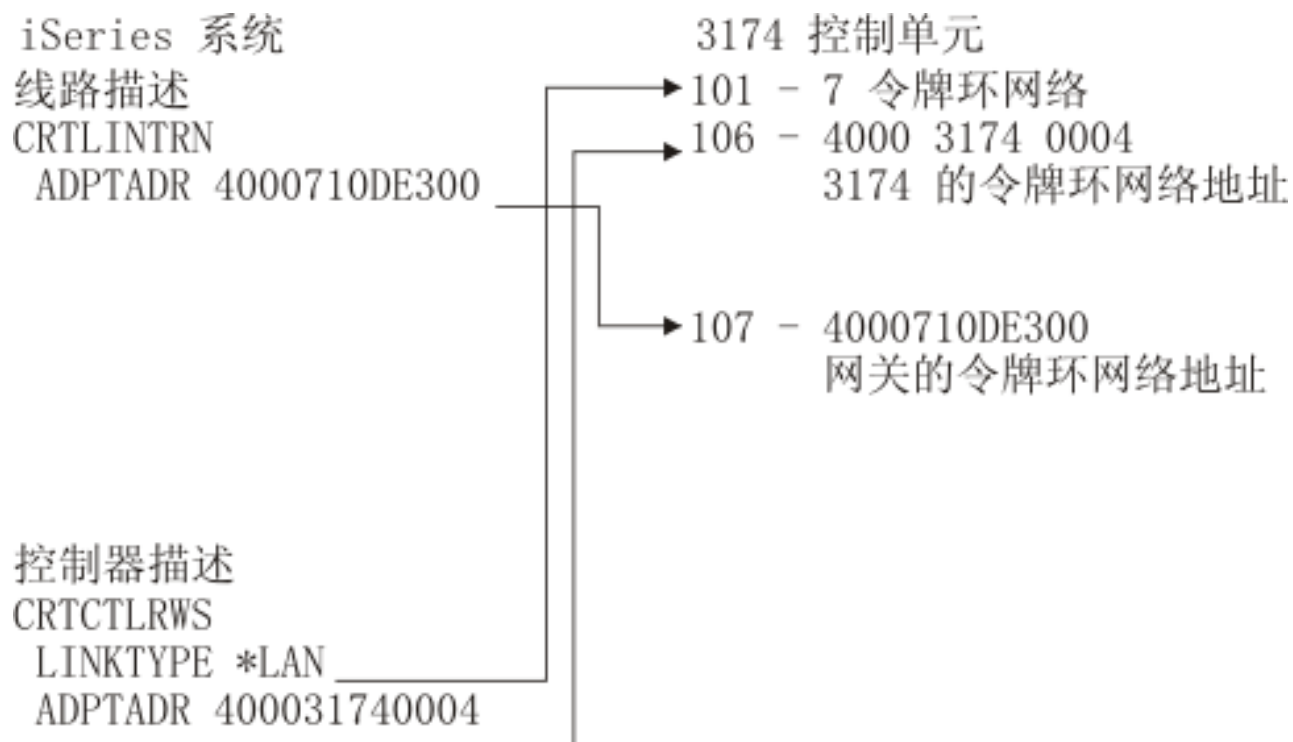 iSeries 系统
线路描述
CRTLINTRN
ADPTADR 4000710DE300
控制器描述
CRTCTLRWS
LINKTYPE *LAN
ADPTADR 400031740004
3174 控制单元
101 - 7 令牌环网络
106 - 4000 3174 0004
3174 的令牌环网络地址
107 - 4000710DE300
网关的令牌环网络地址